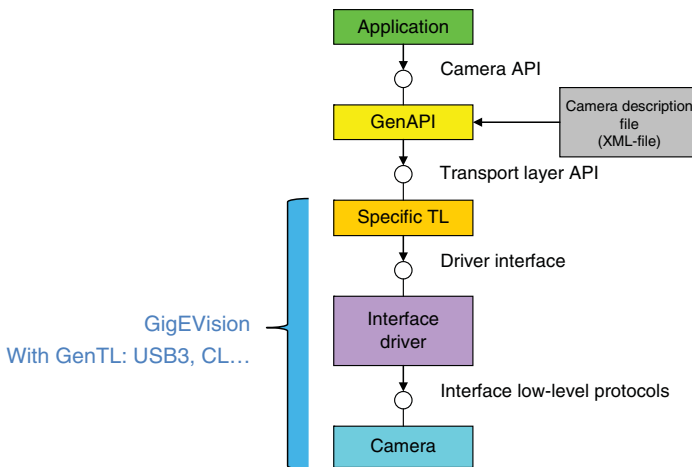 Application
Camera API
GenAPI
Camera description
file
(XML-file)
Transport layer API
Specific TL
Driver interface
GigEVision
With GenTL: USB3, CL…
Interface
driver
Interface low-level protocols
Camera